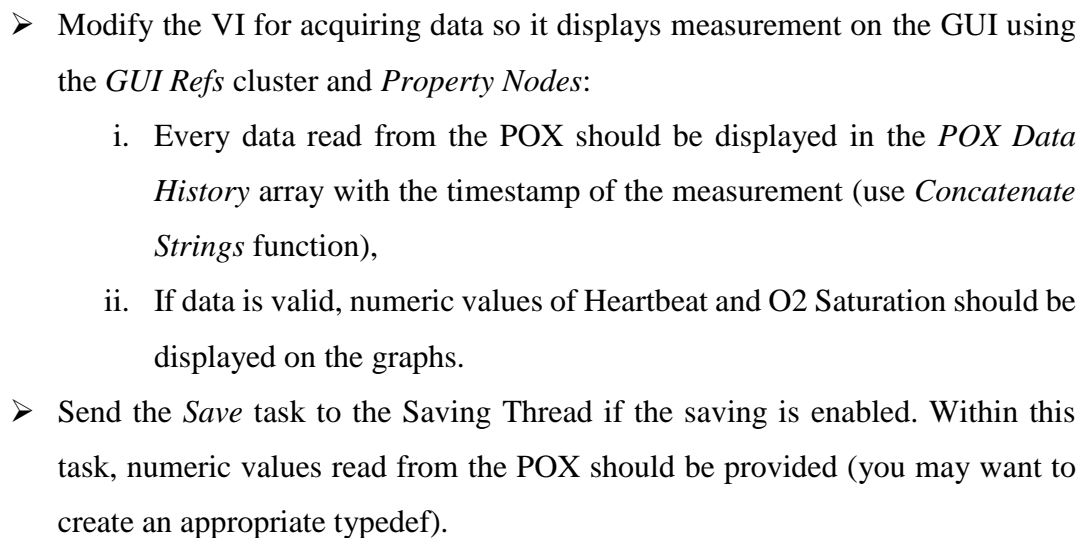 ➢ Modify the VI for acquiring data so it displays measurement on the GUI using
the GUI Refs cluster and Property Nodes:
i. Every data read from the POX should be displayed in the POX Data
History array with the timestamp of the measurement (use Concatenate
Strings function),
ii. If data is valid, numeric values of Heartbeat and O2 Saturation should be
displayed on the graphs.
➢ Send the Save task to the Saving Thread if the saving is enabled. Within this
task, numeric values read from the POX should be provided (you may want to
create an appropriate typedef).